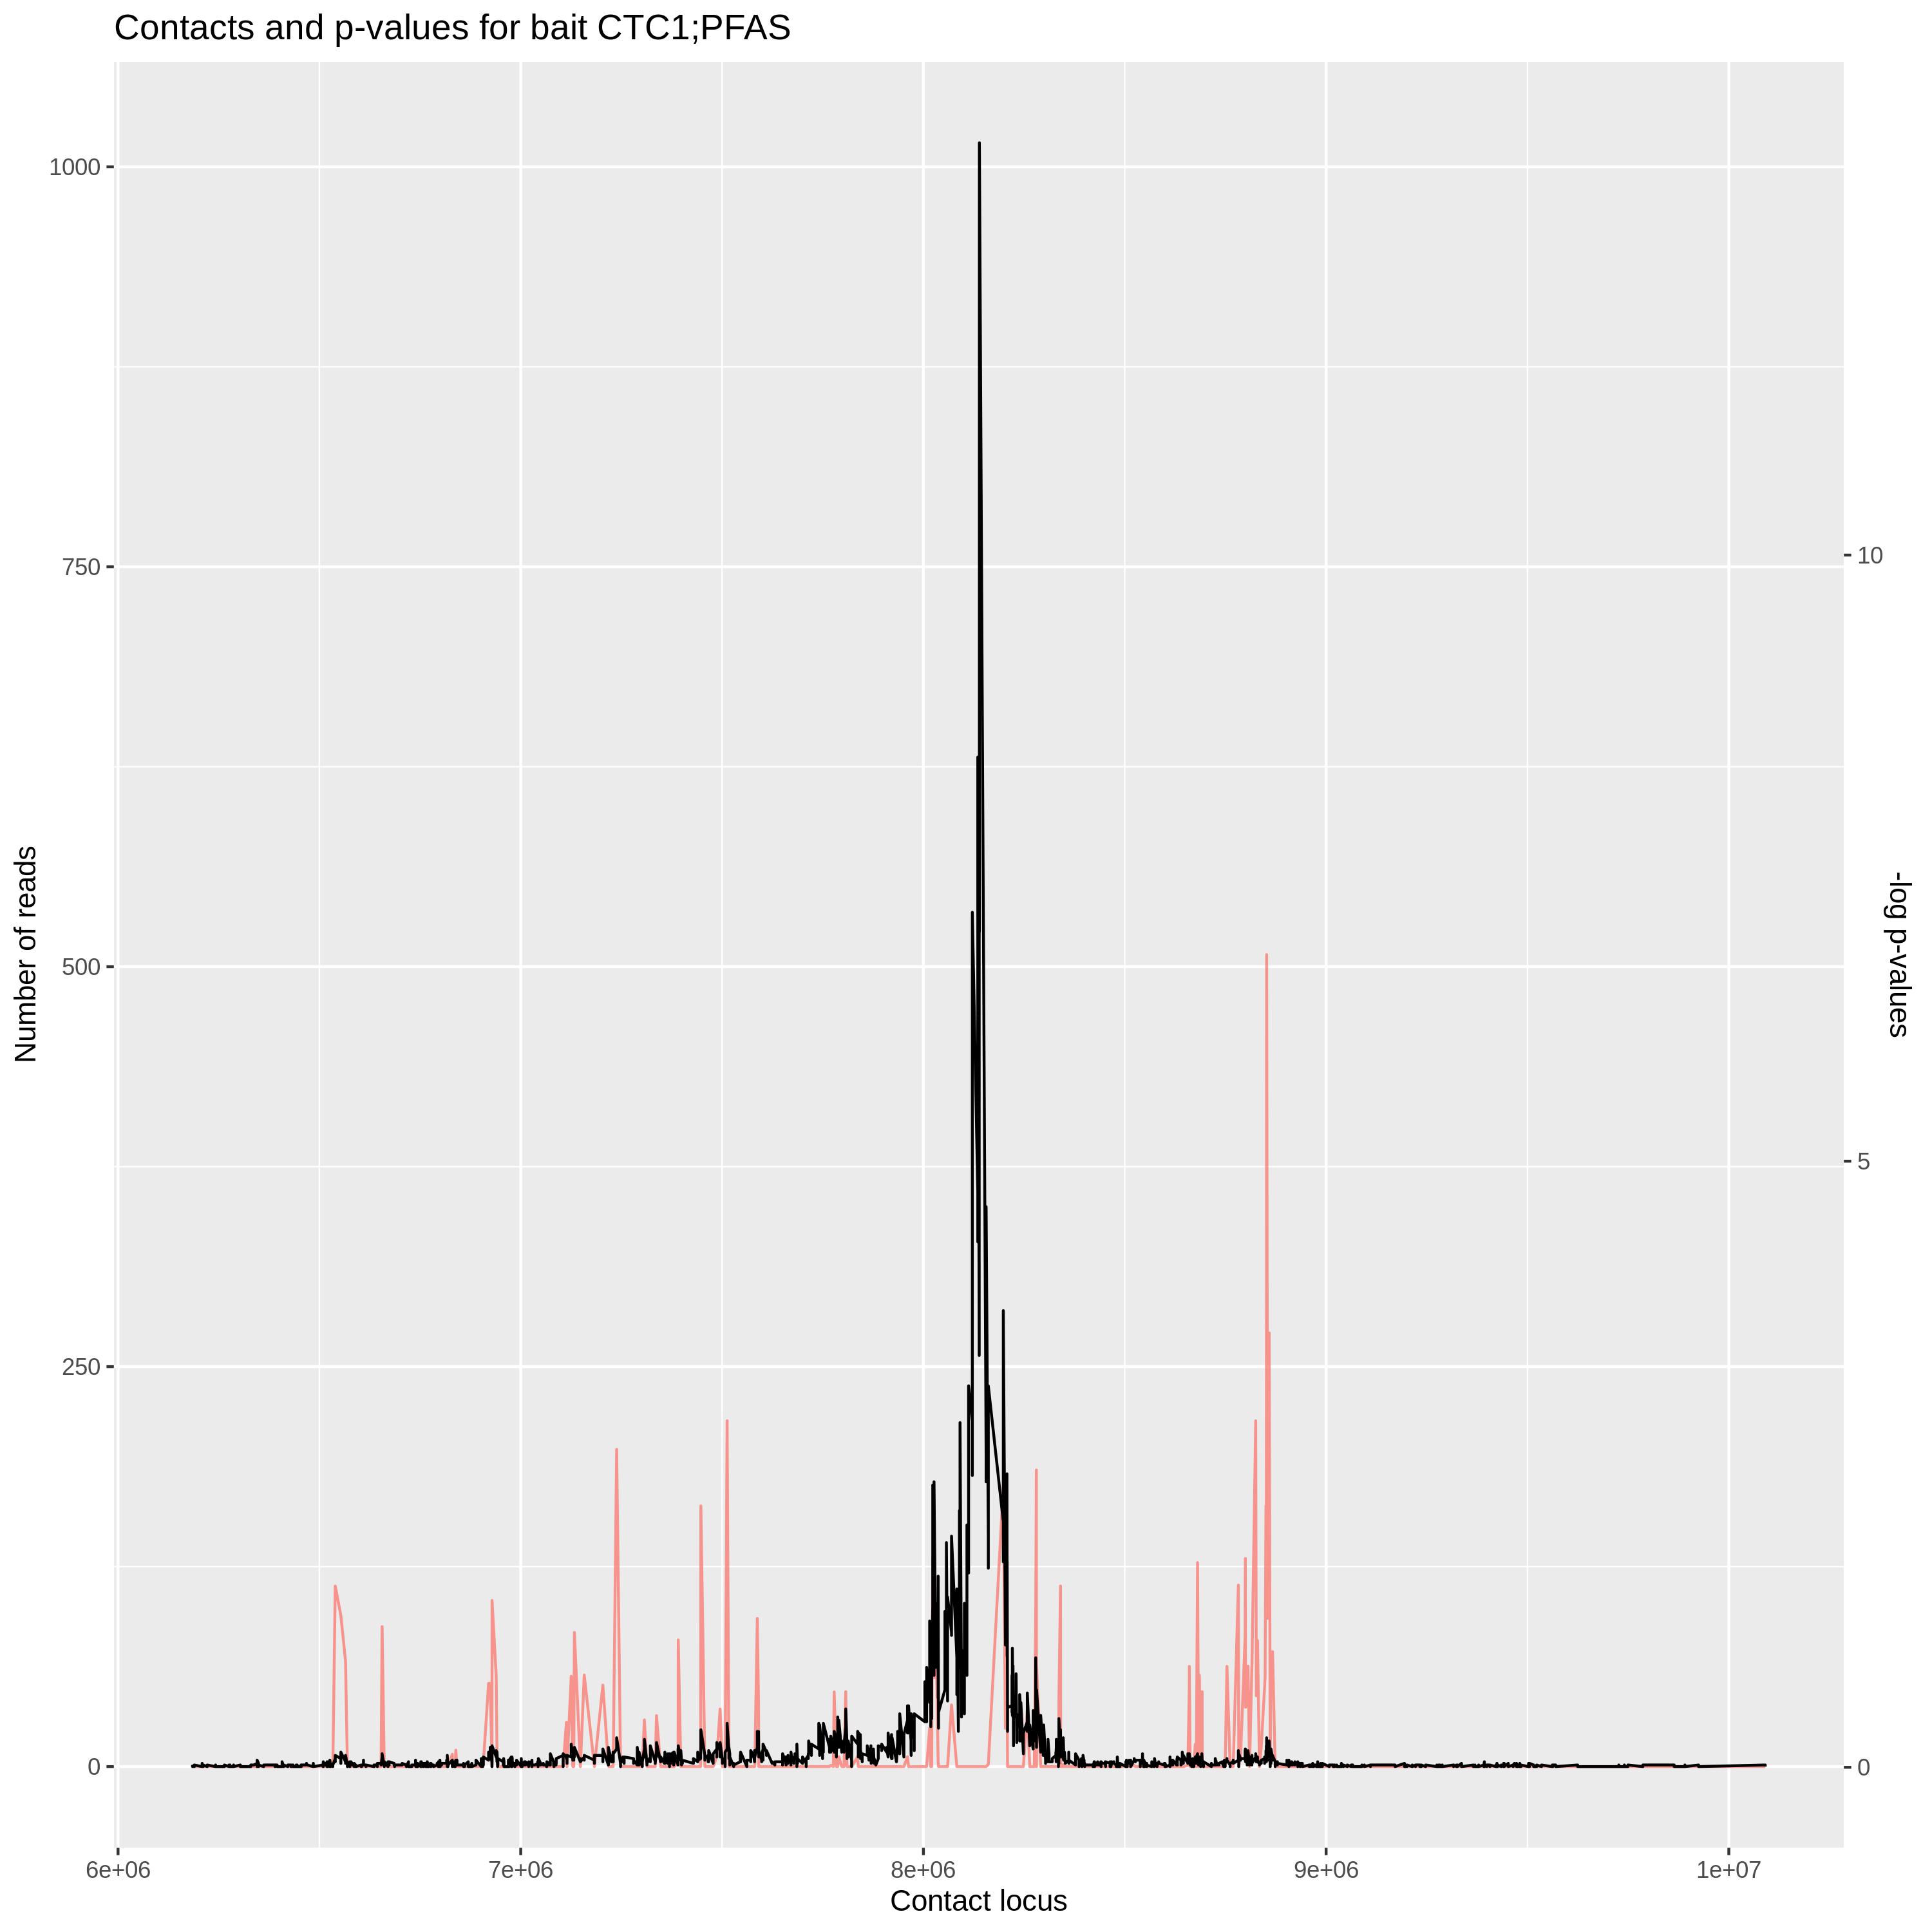 Contacts and p-values for bait CTC1;PFAS
1000
750
500
250
0
Number of reads
10
5
0
-log p-values
6e+06
7e+06
8e+06
9e+06
1e+07
Contact locus